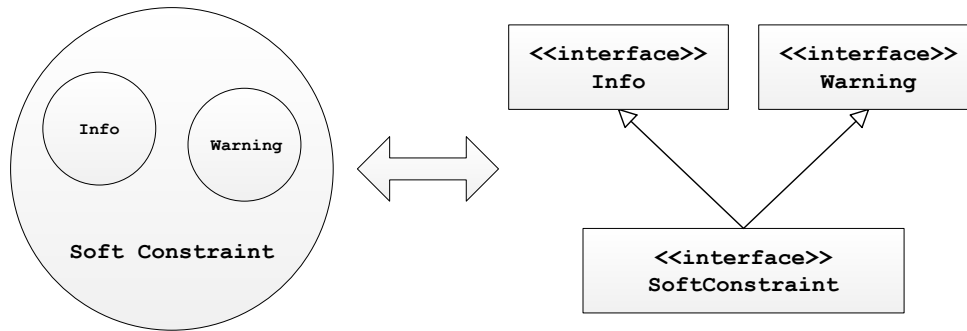 Info
Warning
Soft Constraint
<<interface>>
Info
<<interface>>
Warning
<<interface>>
SoftConstraint